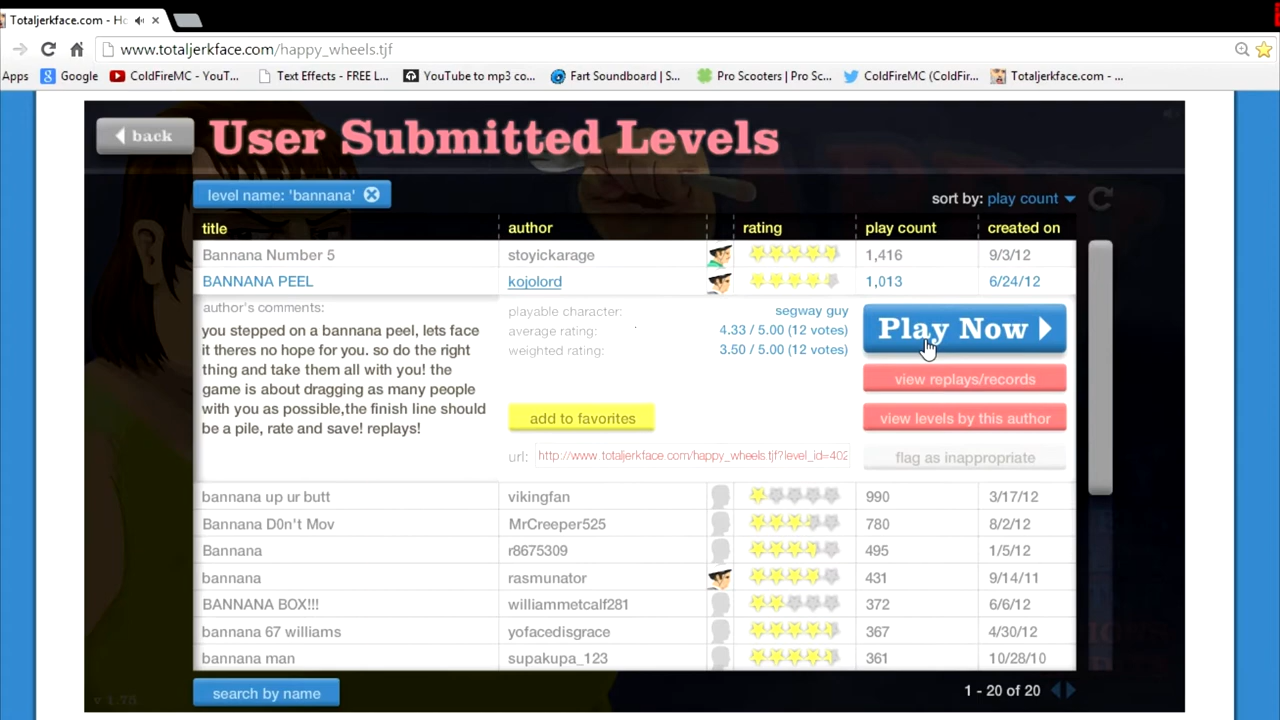 Totaljerkface.com - Ho
www.totaljerkface.com/happy_wheels.tjf
Apps Google ColdFireMC - YouT... Text Effects - FREE L... YouTube to mp3 co... Fart Soundboard | S... Pro Scooters | Pro Sc... ColdFireMC (ColdFir... Totaljerkface.com - ...
back User Submitted Levels
level name: 'bannana' sort by: play count
title author rating play count created on
Bannana Number 5 stoyickarage 1,416 9/3/12
BANNANA PEEL kojolord 1,013 6/24/12
author's comments:
you stepped on a bannana peel, lets face
it theres no hope for you. so do the right
thing and take them all with you! the
game is about dragging as many people
with you as possible,the finish line should
be a pile, rate and save! replays!
playable character: segway guy
average rating: 4.33 / 5.00 (12 votes)
weighted rating: 3.50 / 5.00 (12 votes)
add to favorites
url: http://www.totaljerkface.com/happy_wheels.tjf?level_id=402
Play Now
view replays/records
view levels by this author
flag as inappropriate
bannana up ur butt vikingfan 990 3/17/12
Bannana D0n't Mov MrCreeper525 780 8/2/12
Bannana r8675309 495 1/5/12
bannana rasmunator 431 9/14/11
BANNANA BOX!!! williammetcalf281 372 6/6/12
bannana 67 williams yofacedisgrace 367 4/30/12
bannana man supakupa_123 361 10/28/10
search by name 1 - 20 of 20
v 1.75